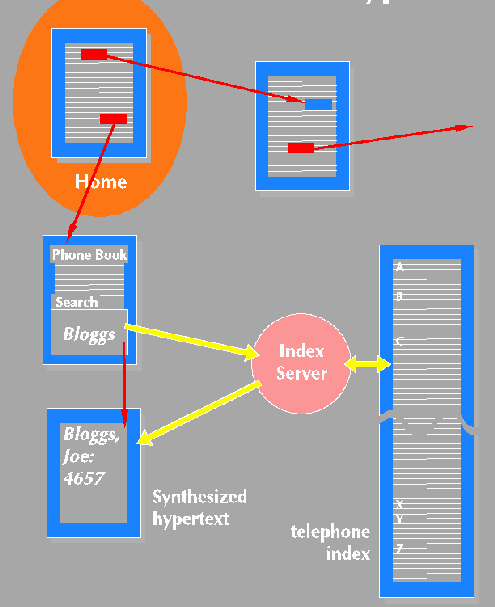 Home
Phone Book
Search
Bloggs
Index
Server
A
B
C
Bloggs,
Joe:
4657
Synthesized
hypertext
telephone
index
X
Y